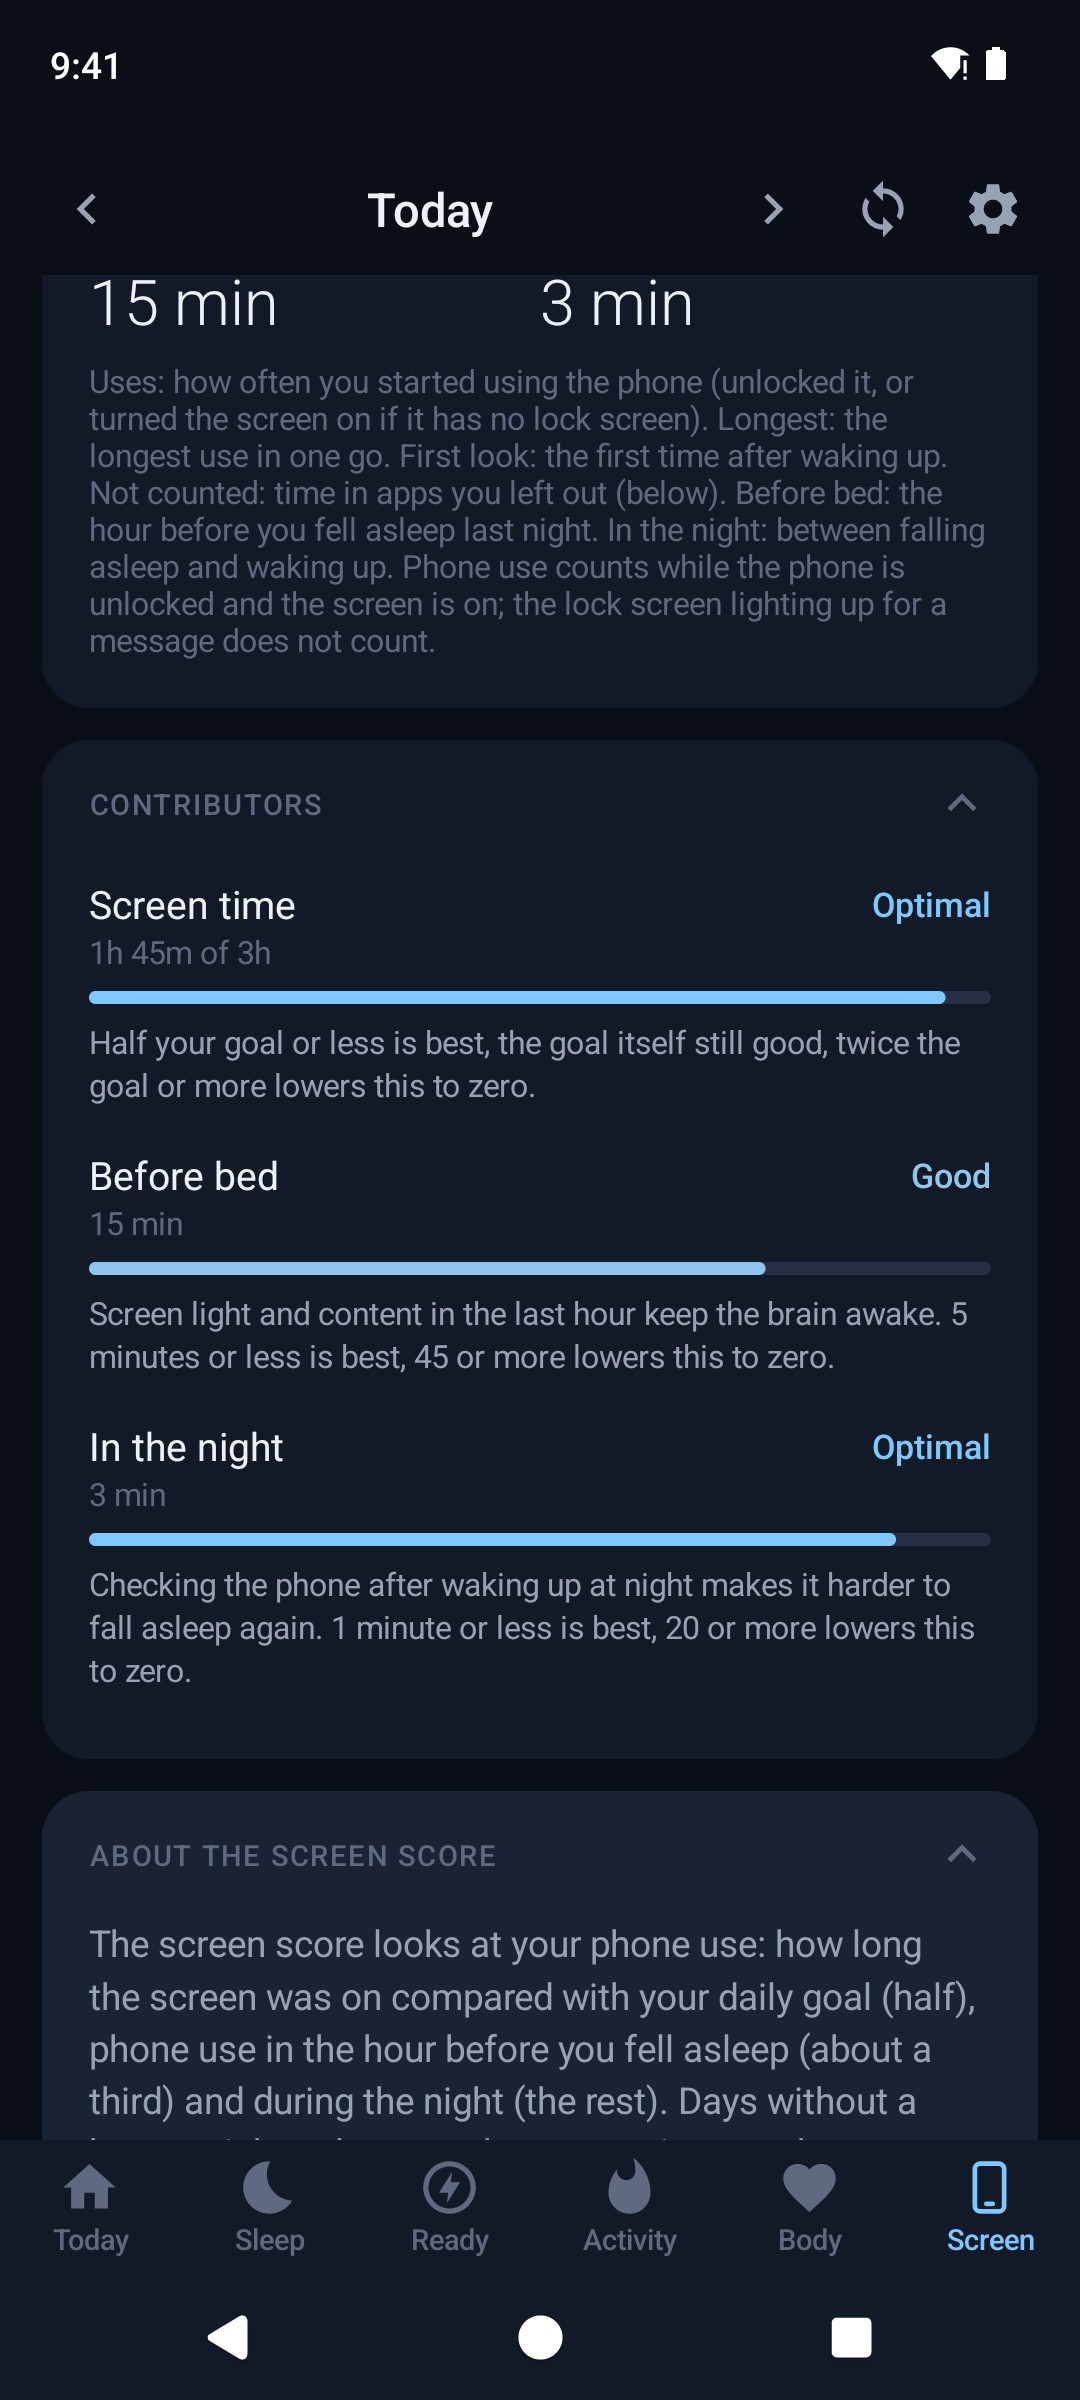 9:41
Today
15 min
3 min
Uses: how often you started using the phone (unlocked it, or
turned the screen on if it has no lock screen). Longest: the
longest use in one go. First look: the first time after waking up.
Not counted: time in apps you left out (below). Before bed: the
hour before you fell asleep last night. In the night: between falling
asleep and waking up. Phone use counts while the phone is
unlocked and the screen is on; the lock screen lighting up for a
message does not count.
CONTRIBUTORS
Screen time
Optimal
1h 45m of 3h
Half your goal or less is best, the goal itself still good, twice the
goal or more lowers this to zero.
Before bed
Good
15 min
Screen light and content in the last hour keep the brain awake. 5
minutes or less is best, 45 or more lowers this to zero.
In the night
Optimal
3 min
Checking the phone after waking up at night makes it harder to
fall asleep again. 1 minute or less is best, 20 or more lowers this
to zero.
ABOUT THE SCREEN SCORE
The screen score looks at your phone use: how long
the screen was on compared with your daily goal (half),
phone use in the hour before you fell asleep (about a
third) and during the night (the rest). Days without a
Today
Sleep
Ready
Activity
Body
Screen